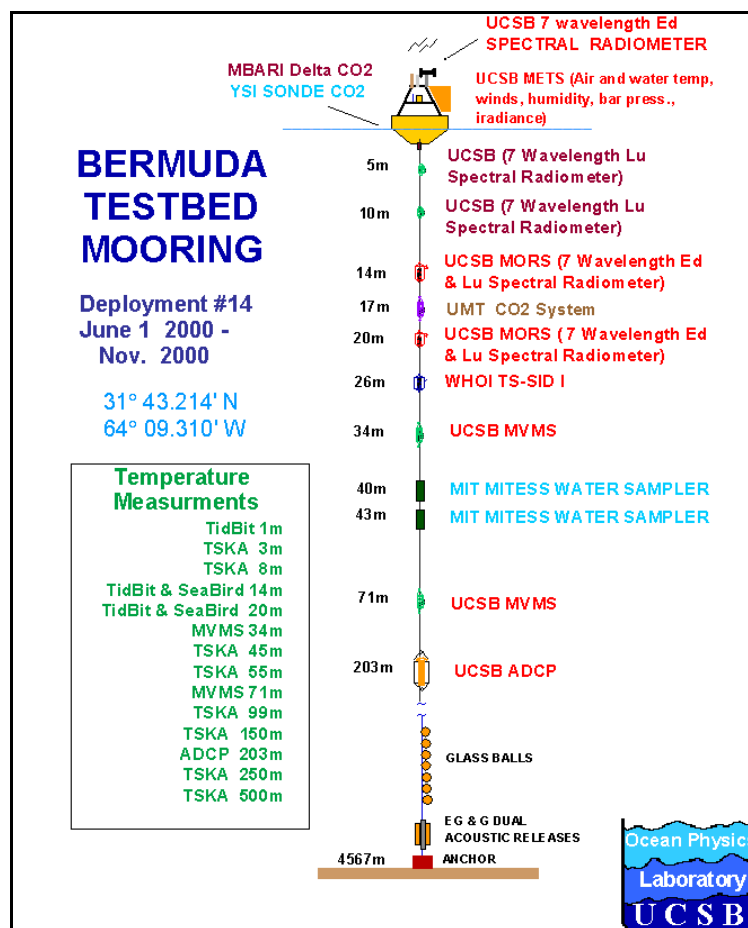 UCSB 7 wavelength Ed
SPECTRAL RADIOMETER
MBARI Delta CO2
YSI SONDE CO2
UCSB METS (Air and water temp,
winds, humidity, bar press.,
iradiance)
BERMUDA
TESTBED
MOORING
Deployment #14
June 1 2000 -
Nov. 2000
31° 43.214' N
64° 09.310' W
5m
UCSB (7 Wavelength Lu
Spectral Radiometer)
10m
UCSB (7 Wavelength Lu
Spectral Radiometer)
14m
UCSB MORS (7 Wavelength Ed
& Lu Spectral Radiometer)
17m
UMT CO2 System
20m
UCSB MORS (7 Wavelength Ed
& Lu Spectral Radiometer)
26m
WHOI TS-SID I
34m
UCSB MVMS
40m
MIT MITESS WATER SAMPLER
43m
MIT MITESS WATER SAMPLER
71m
UCSB MVMS
203m
UCSB ADCP
GLASS BALLS
EG & G DUAL
ACOUSTIC RELEASES
4567m
ANCHOR
Temperature
Measurments
TidBit 1m
TSKA 3m
TSKA 8m
TidBit & SeaBird 14m
TidBit & SeaBird 20m
MVMS 34m
TSKA 45m
TSKA 55m
MVMS 71m
TSKA 99m
TSKA 150m
ADCP 203m
TSKA 250m
TSKA 500m
Ocean Physics
Laboratory
UCSB